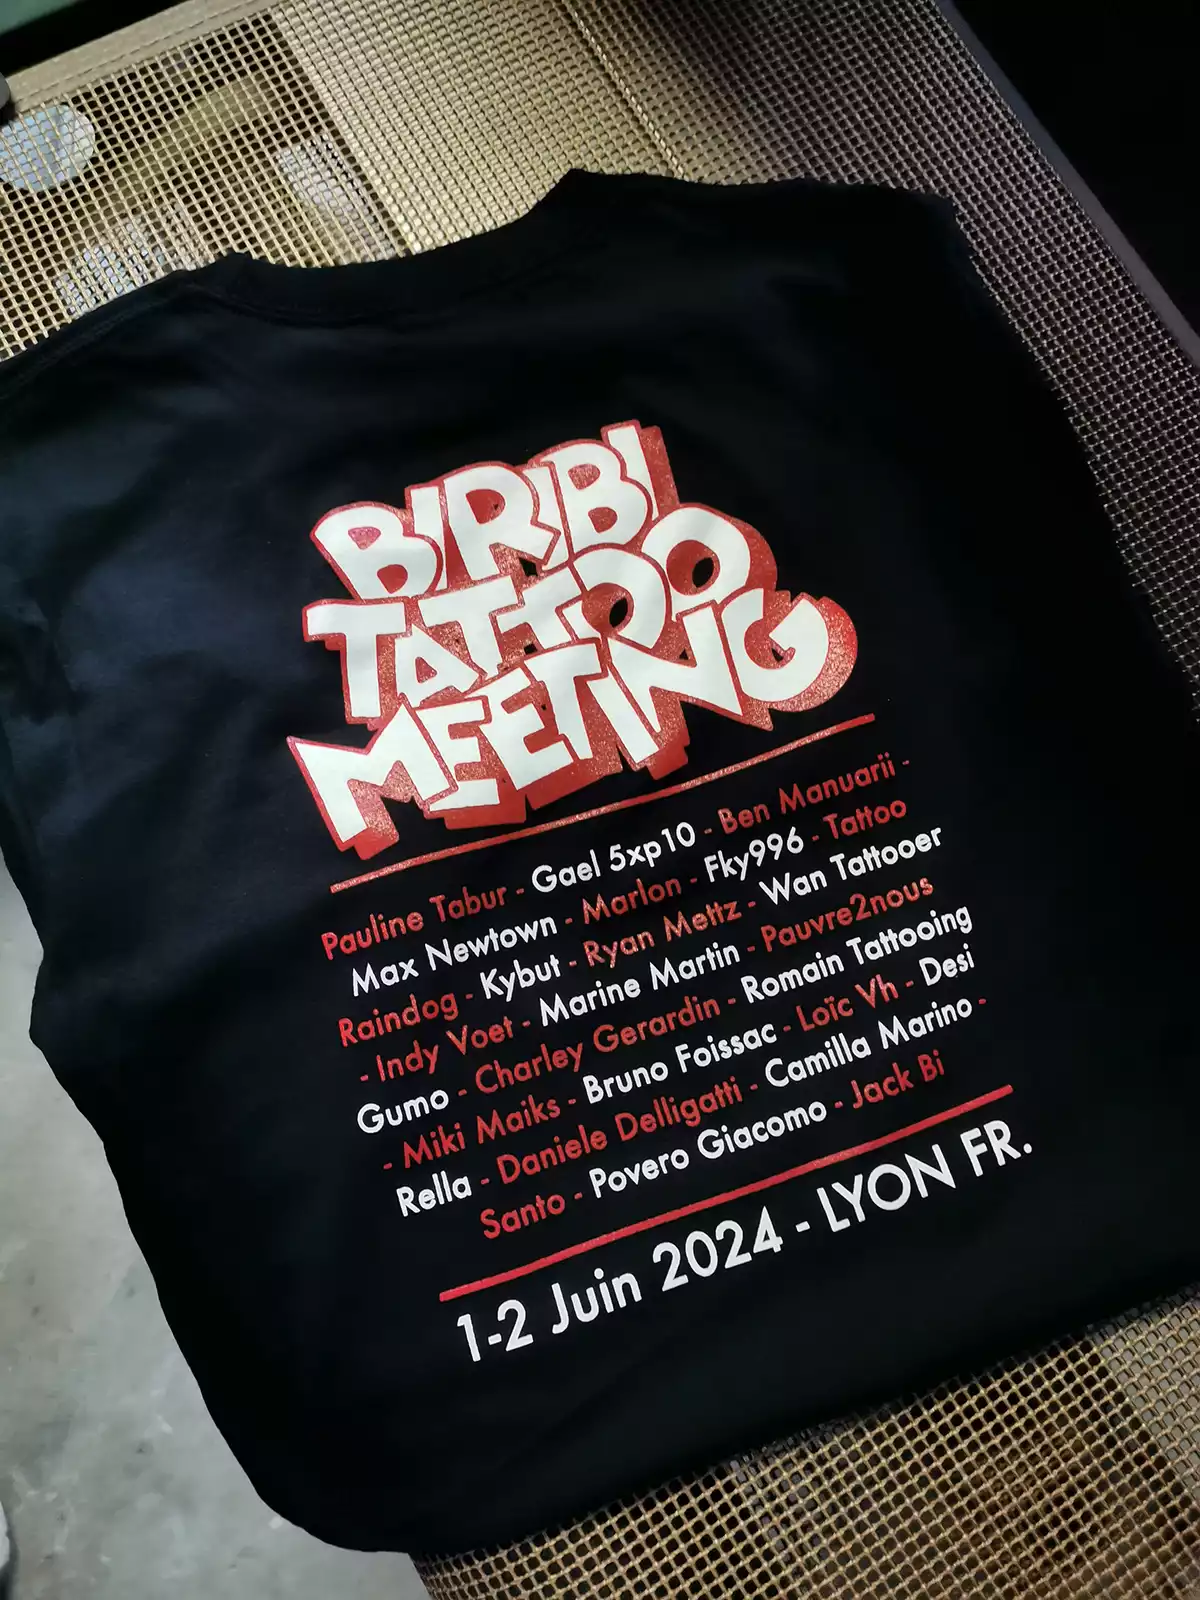 BIRIBI
TATTOO
MEETING
Pauline Tabur - Gael 5xp10 - Ben Manuarii -
Max Newtown - Marlon - Fky996 - Tattoo
Raindog - Kybut - Ryan Mettz - Wan Tattooer
- Indy Voet - Marine Martin - Pauvre2nous
Gumo - Charley Gerardin - Romain Tattooing
- Miki Maiks - Bruno Foissac - Loïc Vh - Desi
Rella - Daniele Delligatti - Camilla Marino -
Santo - Povero Giacomo - Jack Bi
1-2 Juin 2024 - LYON FR.